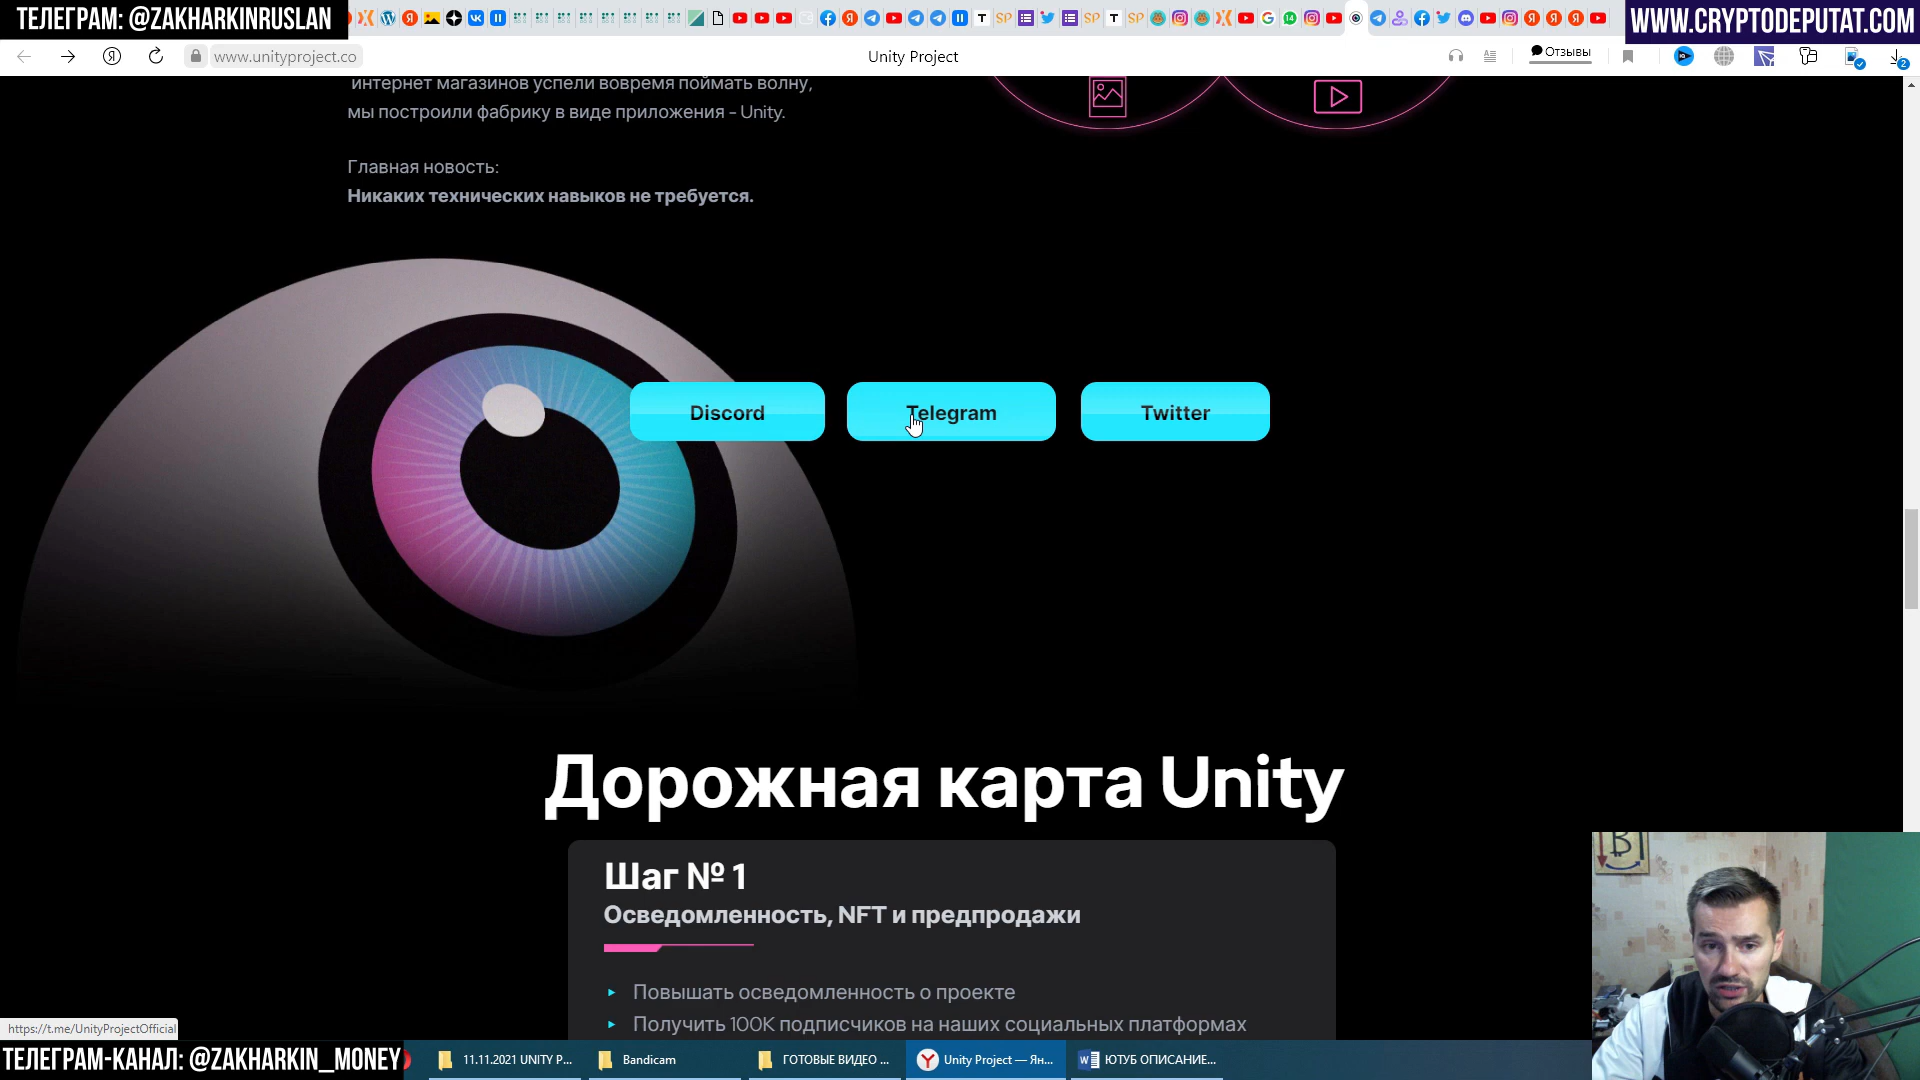 ТЕЛЕГРАМ: @ZAKHARKINRUSLAN
WWW.CRYPTODEPUTAT.COM
www.unityproject.co
Unity Project
Отзывы
интернет магазинов успели вовремя поймать волну,
мы построили фабрику в виде приложения - Unity.
Главная новость:
Никаких технических навыков не требуется.
Discord
Telegram
Twitter
Дорожная карта Unity
Шаг № 1
Осведомленность, NFT и предпродажи
Повышать осведомленность о проекте
Получить 100K подписчиков на наших социальных платформах
https://t.me/UnityProjectOfficial
ТЕЛЕГРАМ-КАНАЛ: @ZAKHARKIN_MONEY
11.11.2021 UNITY P...
Bandicam
ГОТОВЫЕ ВИДЕО ...
Unity Project — Ян...
ЮТУБ ОПИСАНИЕ...